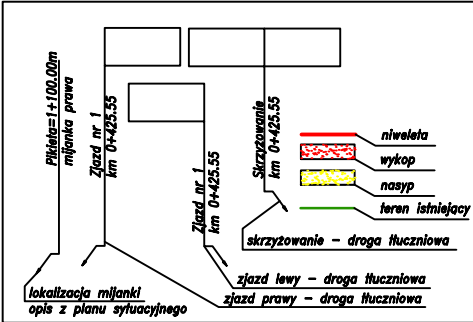 Pikieta=1+100.00m
mijanka prawa
Zjazd nr 1
km 0+425.55
Zjazd nr 1
km 0+425.55
Skrzyżowanie
km 0+425.55
niweleta
wykop
nasyp
teren istniejący
skrzyżowanie – droga tłuczniowa
zjazd lewy – droga tłuczniowa
zjazd prawy – droga tłuczniowa
lokalizacja mijanki
opis z planu sytuacyjnego